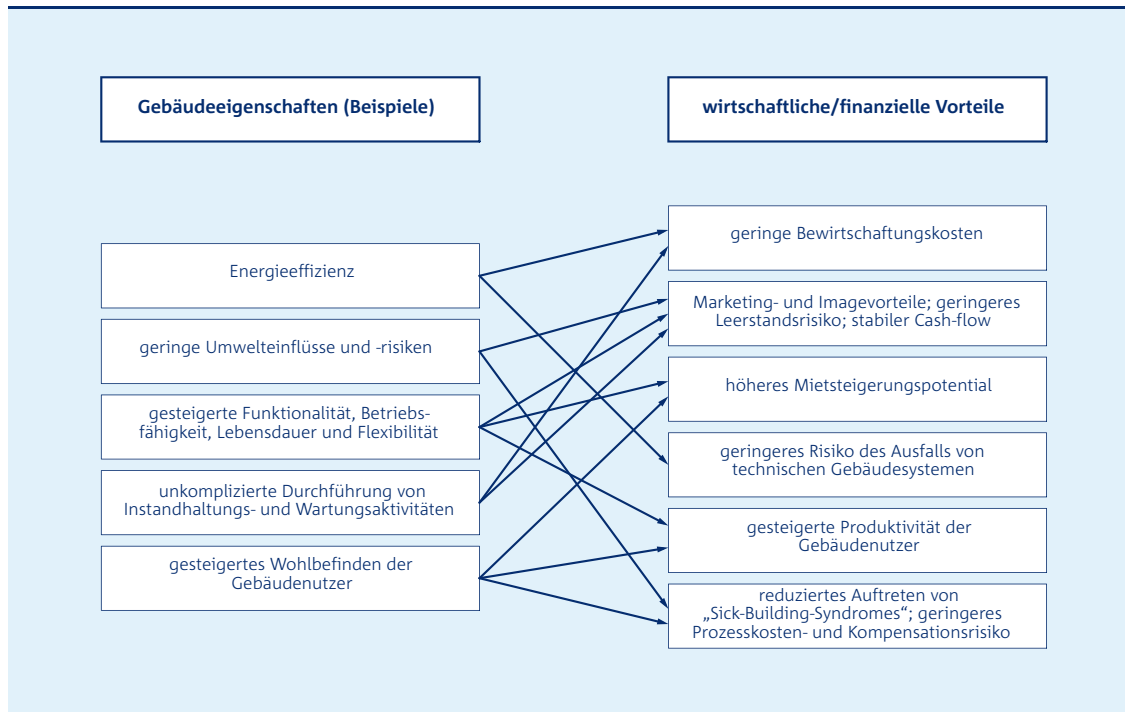 Gebäudeeigenschaften (Beispiele)
wirtschaftliche/finanzielle Vorteile
Energieeffizienz
geringe Umwelteinflüsse und -risiken
gesteigerte Funktionalität, Betriebs-
fähigkeit, Lebensdauer und Flexibilität
unkomplizierte Durchführung von
Instandhaltungs- und Wartungsaktivitäten
gesteigertes Wohlbefinden der
Gebäudenutzer
geringe Bewirtschaftungskosten
Marketing- und Imagevorteile; geringeres
Leerstandsrisiko; stabiler Cash-flow
höheres Mietsteigerungspotential
geringeres Risiko des Ausfalls von
technischen Gebäudesystemen
gesteigerte Produktivität der
Gebäudenutzer
reduziertes Auftreten von
„Sick-Building-Syndromes“; geringeres
Prozesskosten- und Kompensationsrisiko